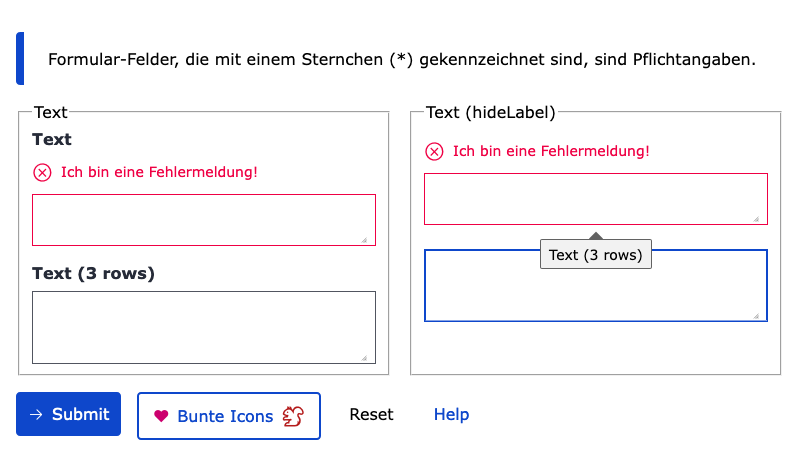 Formular-Felder, die mit einem Sternchen (*) gekennzeichnet sind, sind Pflichtangaben.
Text
Text
Ich bin eine Fehlermeldung!
Text (3 rows)
Text (hideLabel)
Ich bin eine Fehlermeldung!
Text (3 rows)
Submit
Bunte Icons
Reset
Help